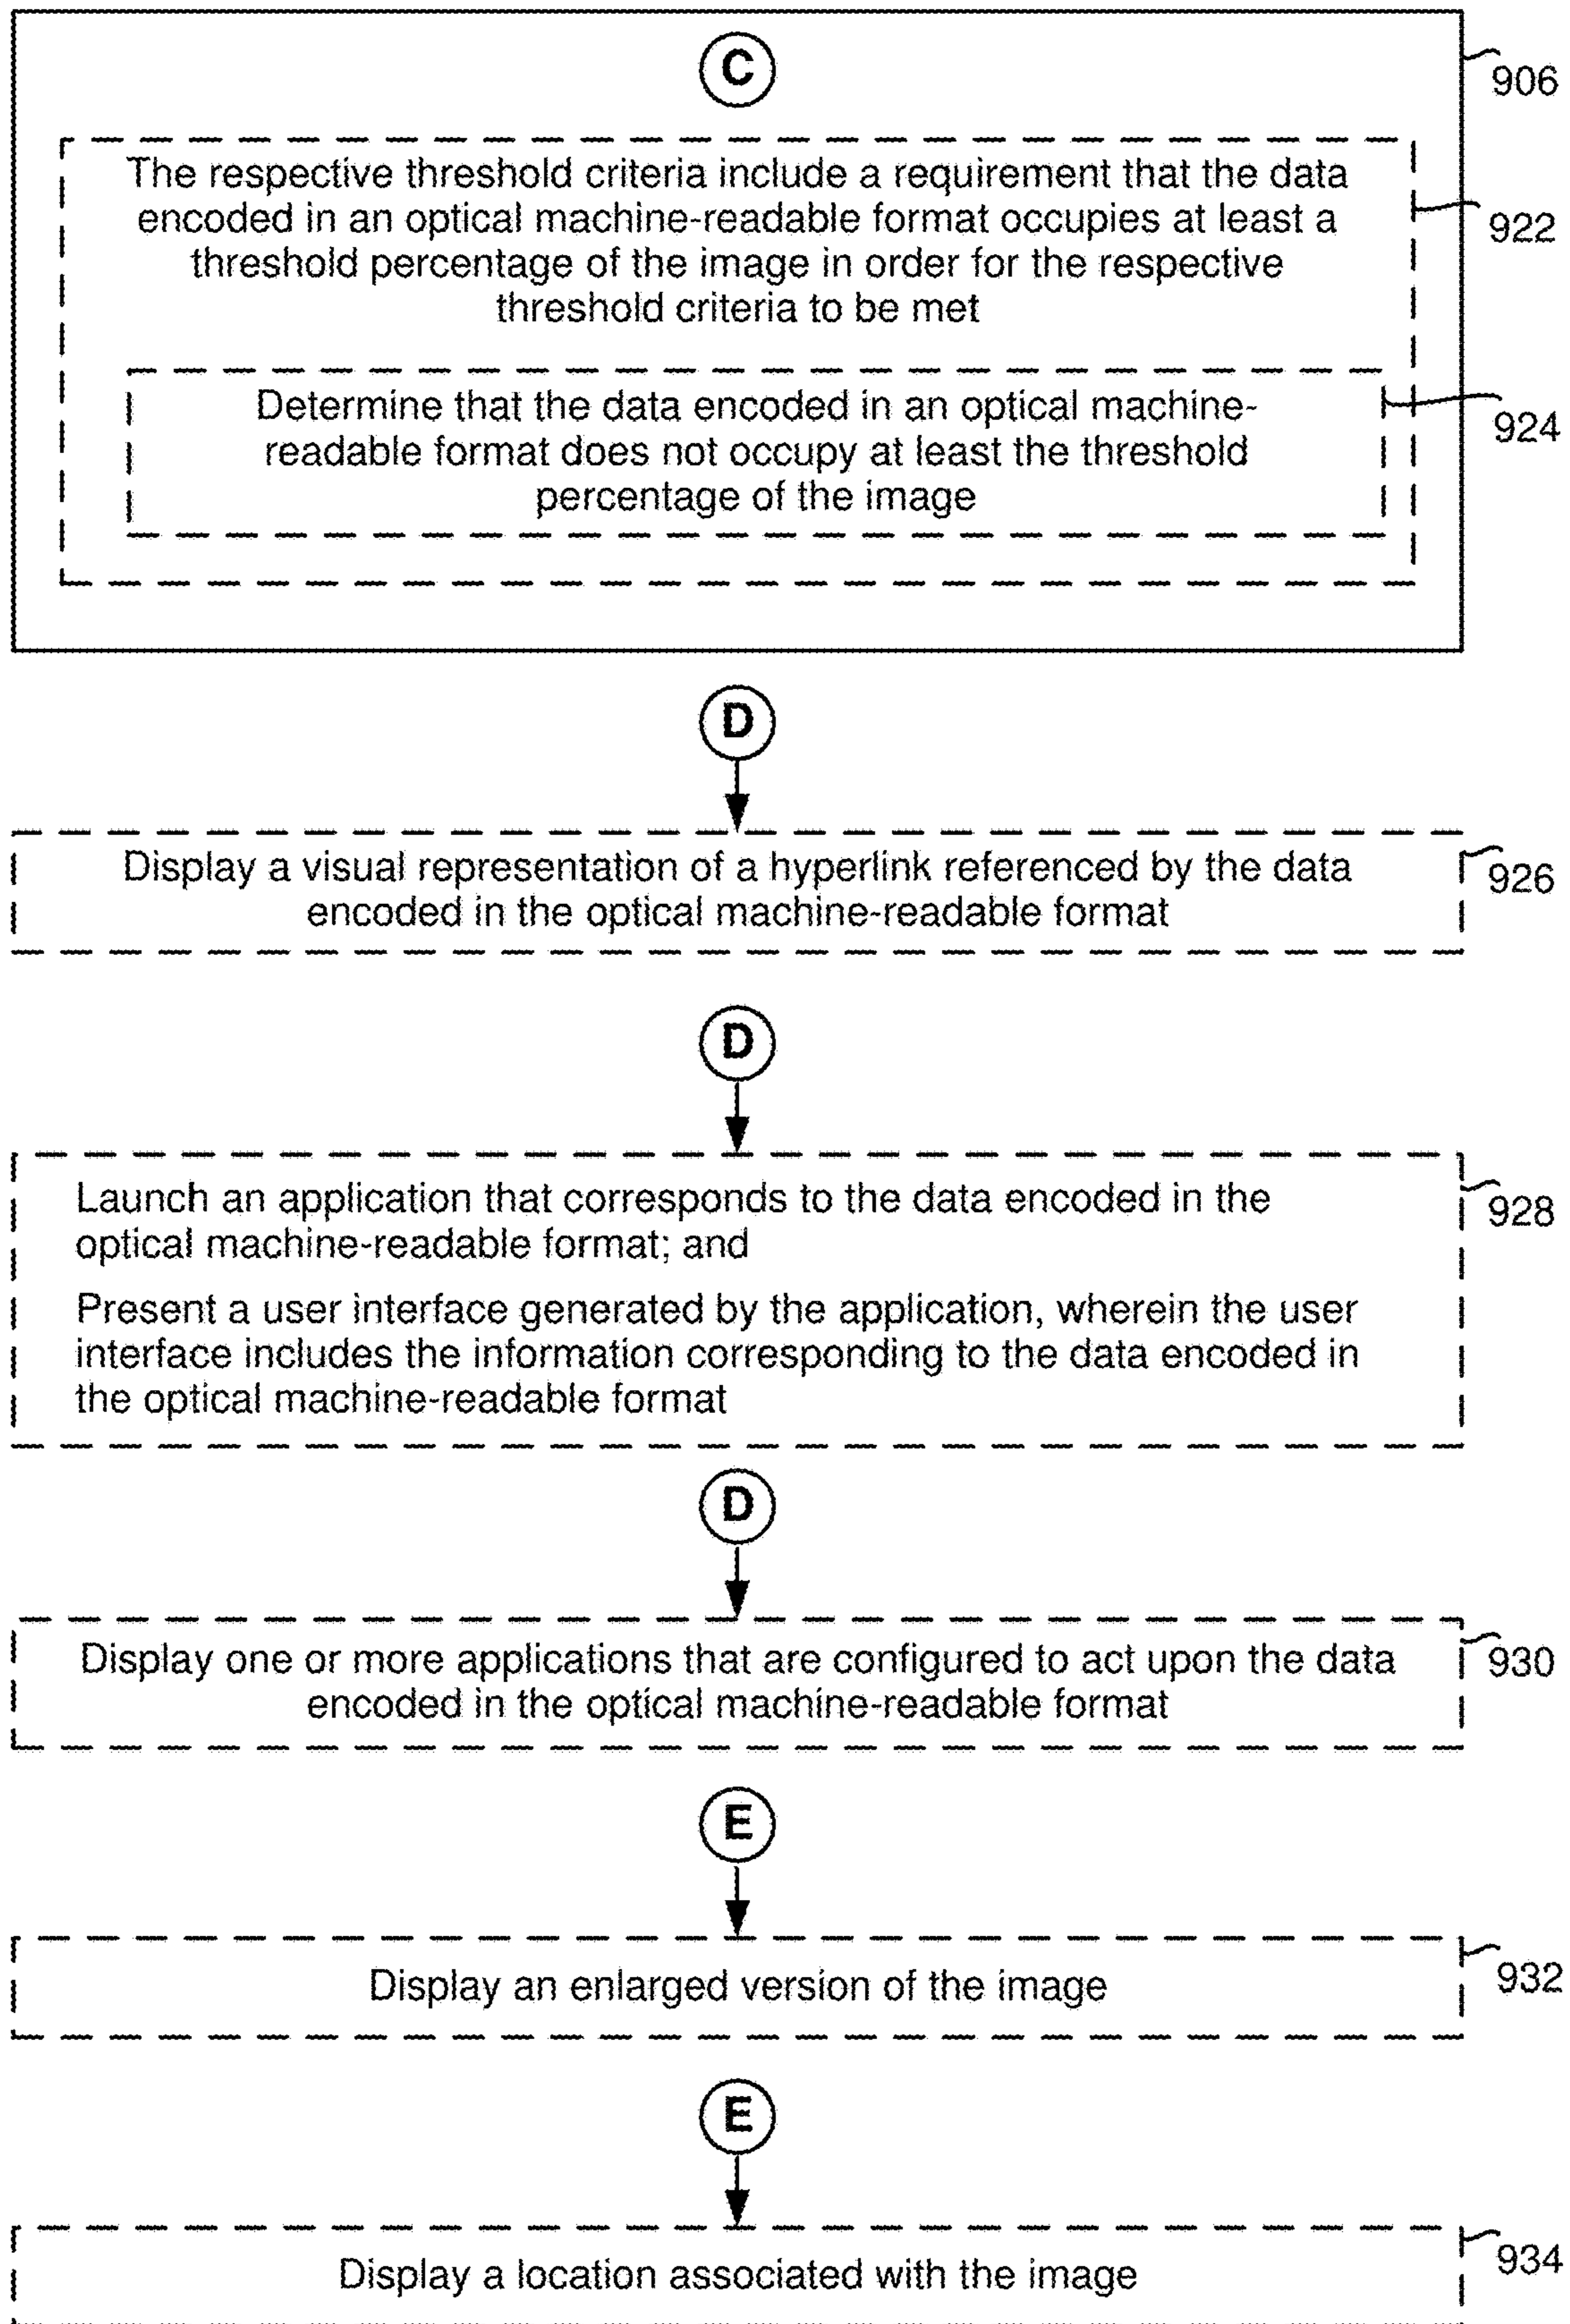 C
906
The respective threshold criteria include a requirement that the data
encoded in an optical machine-readable format occupies at least a
threshold percentage of the image in order for the respective
threshold criteria to be met
922
Determine that the data encoded in an optical machine-
readable format does not occupy at least the threshold
percentage of the image
924
D
Display a visual representation of a hyperlink referenced by the data
encoded in the optical machine-readable format
926
D
Launch an application that corresponds to the data encoded in the
optical machine-readable format; and
Present a user interface generated by the application, wherein the user
interface includes the information corresponding to the data encoded in
the optical machine-readable format
928
D
Display one or more applications that are configured to act upon the data
encoded in the optical machine-readable format
930
E
Display an enlarged version of the image
932
E
Display a location associated with the image
934